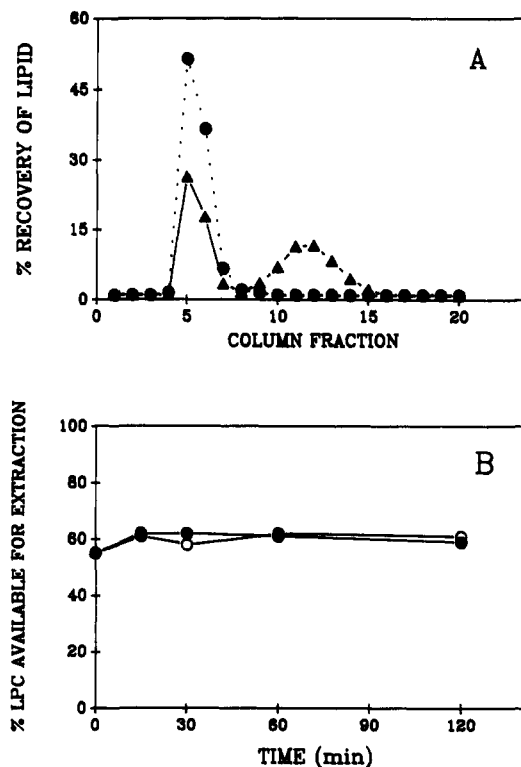 A
% RECOVERY OF LIPID
60
45
30
15
0
0 5 10 15 20
COLUMN FRACTION
B
% LPC AVAILABLE FOR EXTRACTION
100
80
60
40
20
0
0 30 60 90 120
TIME (min)